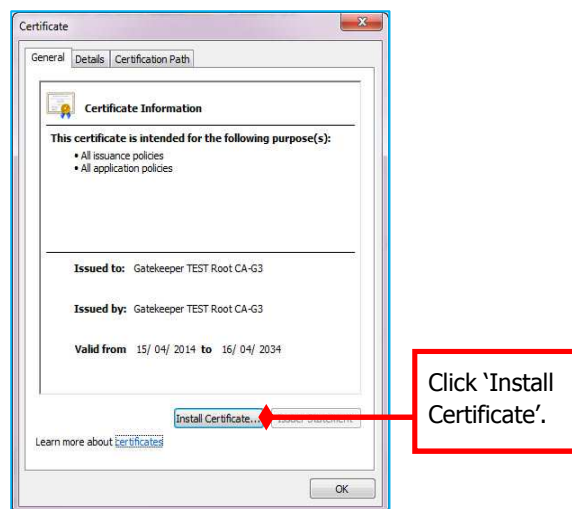 Certificate
General Details Certification Path
Certificate Information
This certificate is intended for the following purpose(s):
• All issuance policies
• All application policies
Issued to: Gatekeeper TEST Root CA-G3
Issued by: Gatekeeper TEST Root CA-G3
Valid from 15/ 04/ 2014 to 16/ 04/ 2034
Install Certificate... Issuer Statement
Learn more about certificates
OK
Click ‘Install
Certificate’.